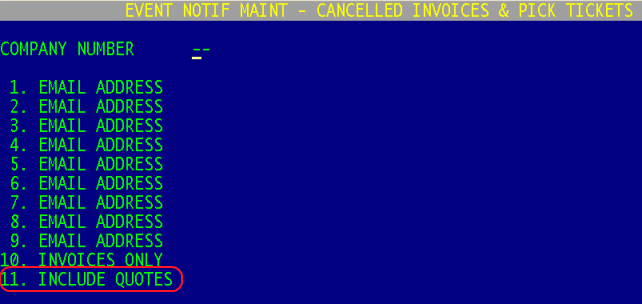 EVENT NOTIF MAINT - CANCELLED INVOICES & PICK TICKETS
COMPANY NUMBER --
1. EMAIL ADDRESS
2. EMAIL ADDRESS
3. EMAIL ADDRESS
4. EMAIL ADDRESS
5. EMAIL ADDRESS
6. EMAIL ADDRESS
7. EMAIL ADDRESS
8. EMAIL ADDRESS
9. EMAIL ADDRESS
10. INVOICES ONLY
11. INCLUDE QUOTES